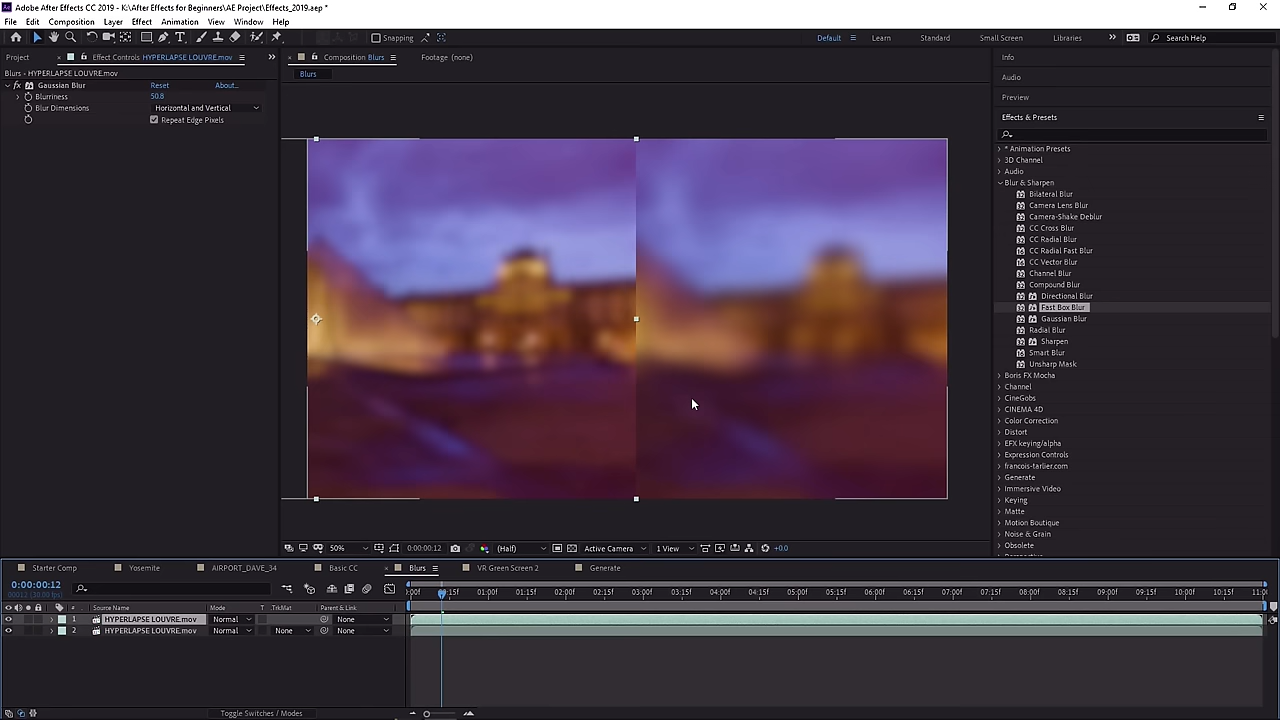 Adobe After Effects CC 2019 - K:\After Effects for Beginners\AE Project\Effects_2019.aep *
File Edit Composition Layer Effect Animation View Window Help
Snapping Default Learn Standard Small Screen Libraries Search Help
Project Effect Controls HYPERLAPSE LOUVRE.mov Composition Blurs Footage (none) Info
Blurs • HYPERLAPSE LOUVRE.mov Blurs
fx Gaussian Blur Reset About...
Blurriness 50.8
Blur Dimensions Horizontal and Vertical
Repeat Edge Pixels
Audio
Preview
Effects & Presets
* Animation Presets
3D Channel
Audio
Blur & Sharpen
Bilateral Blur
Camera Lens Blur
Camera-Shake Deblur
CC Cross Blur
CC Radial Blur
CC Radial Fast Blur
CC Vector Blur
Channel Blur
Compound Blur
Directional Blur
Fast Box Blur
Gaussian Blur
Radial Blur
Sharpen
Smart Blur
Unsharp Mask
Boris FX Mocha
Channel
CineGobs
CINEMA 4D
Color Correction
Distort
EFX keying/alpha
Expression Controls
francois-tarlier.com
Generate
Immersive Video
Keying
Matte
Motion Boutique
Noise & Grain
Obsolete
50% 0:00:00:12 (Half) Active Camera 1 View +0.0
Starter Comp Yosemite AIRPORT_DAVE_34 Basic CC Blurs VR Green Screen 2 Generate
0:00:00:12
:00f 00:15f 01:00f 01:15f 02:00f 02:15f 03:00f 03:15f 04:00f 04:15f 05:00f 05:15f 06:00f 06:15f 07:00f 07:15f 08:00f 08:15f 09:00f 09:15f 10:00f 10:15f
# Source Name Mode T .TrkMat Parent & Link
1 HYPERLAPSE LOUVRE.mov Normal None
2 HYPERLAPSE LOUVRE.mov Normal None None
Toggle Switches / Modes